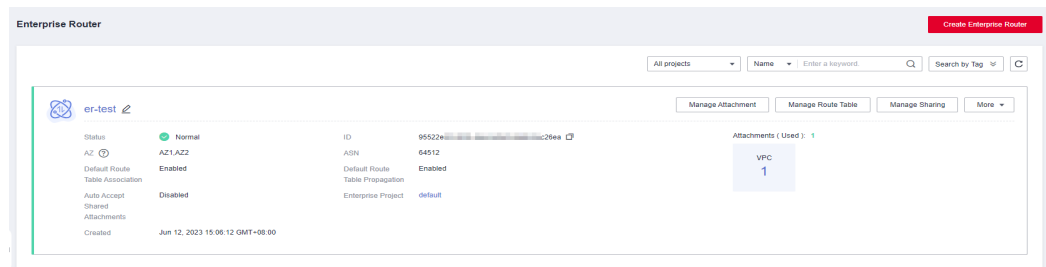 Enterprise Router
Create Enterprise Router
All projects Name Enter a keyword. Search by Tag
er-test
Manage Attachment Manage Route Table Manage Sharing More
Status Normal ID 95522e c26ea Attachments ( Used ): 1
AZ AZ1,AZ2 ASN 64512
VPC
1
Default Route
Table Association
Enabled
Default Route
Table Propagation
Enabled
Auto Accept
Shared
Attachments
Disabled
Enterprise Project default
Created Jun 12, 2023 15:06:12 GMT+08:00